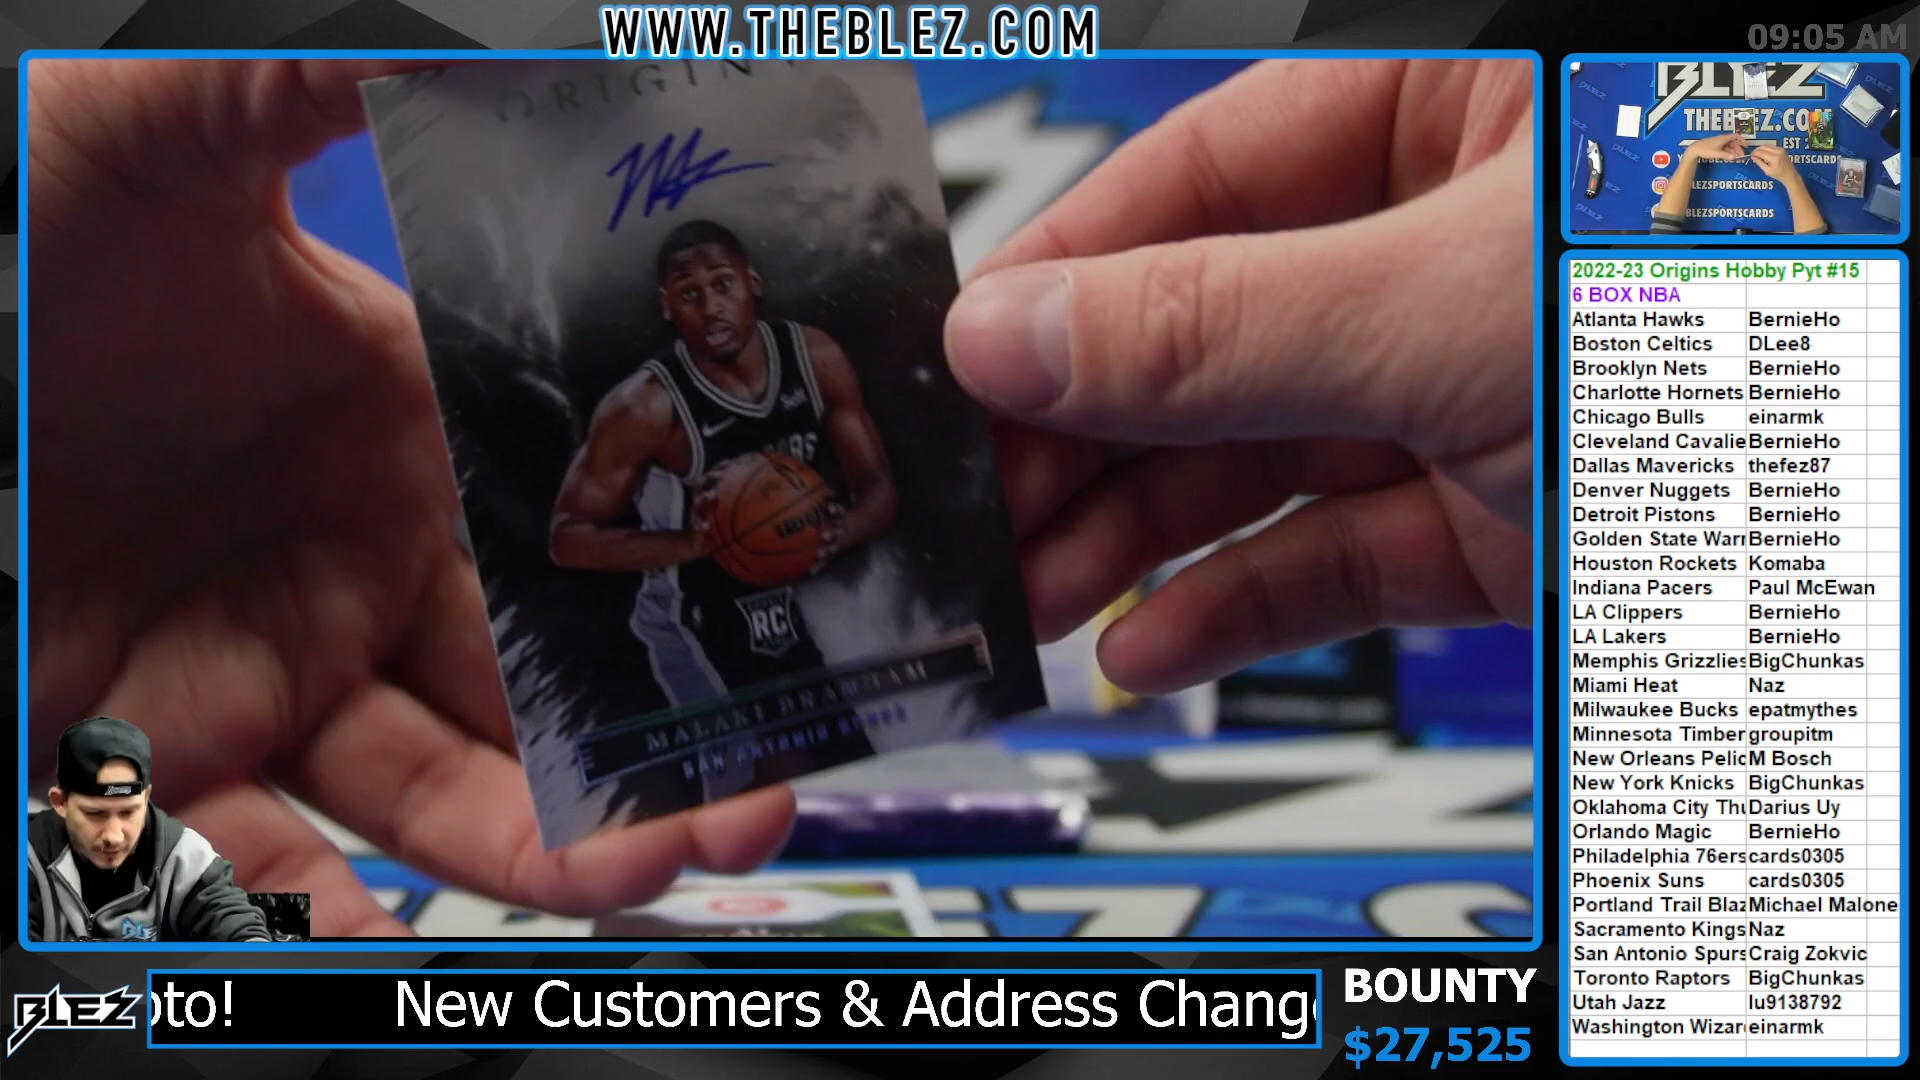 WWW.THEBLEZ.COM
09:05 AM
ORIGINS
RC
MALAKI BRANHAM
SAN ANTONIO SPURS
BLEZ
THEBLEZ.COM
BLEZSPORTSCARDS
BLEZSPORTSCARDS
2022-23 Origins Hobby Pyt #15
6 BOX NBA
Atlanta Hawks BernieHo
Boston Celtics DLee8
Brooklyn Nets BernieHo
Charlotte Hornets BernieHo
Chicago Bulls einarmk
Cleveland Cavalie BernieHo
Dallas Mavericks thefez87
Denver Nuggets BernieHo
Detroit Pistons BernieHo
Golden State Warr BernieHo
Houston Rockets Komaba
Indiana Pacers Paul McEwan
LA Clippers BernieHo
LA Lakers BernieHo
Memphis Grizzlies BigChunkas
Miami Heat Naz
Milwaukee Bucks epatmythes
Minnesota Timber groupitm
New Orleans Pelic M Bosch
New York Knicks BigChunkas
Oklahoma City Thu Darius Uy
Orlando Magic BernieHo
Philadelphia 76ers cards0305
Phoenix Suns cards0305
Portland Trail Blaz Michael Malone
Sacramento Kings Naz
San Antonio Spurs Craig Zokvic
Toronto Raptors BigChunkas
Utah Jazz lu9138792
Washington Wizar einarmk
BLEZ
oto! New Customers & Address Chang
BOUNTY
$27,525